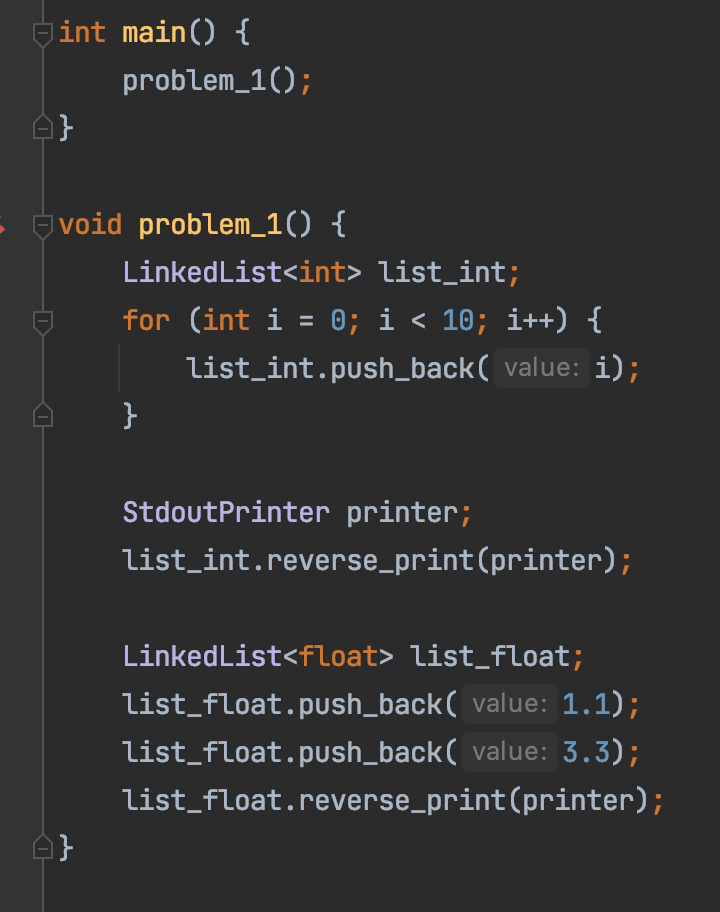 int main() {
    problem_1();
}

void problem_1() {
    LinkedList<int> list_int;
    for (int i = 0; i < 10; i++) {
        list_int.push_back( value: i);
    }

    StdoutPrinter printer;
    list_int.reverse_print(printer);

    LinkedList<float> list_float;
    list_float.push_back( value: 1.1);
    list_float.push_back( value: 3.3);
    list_float.reverse_print(printer);
}